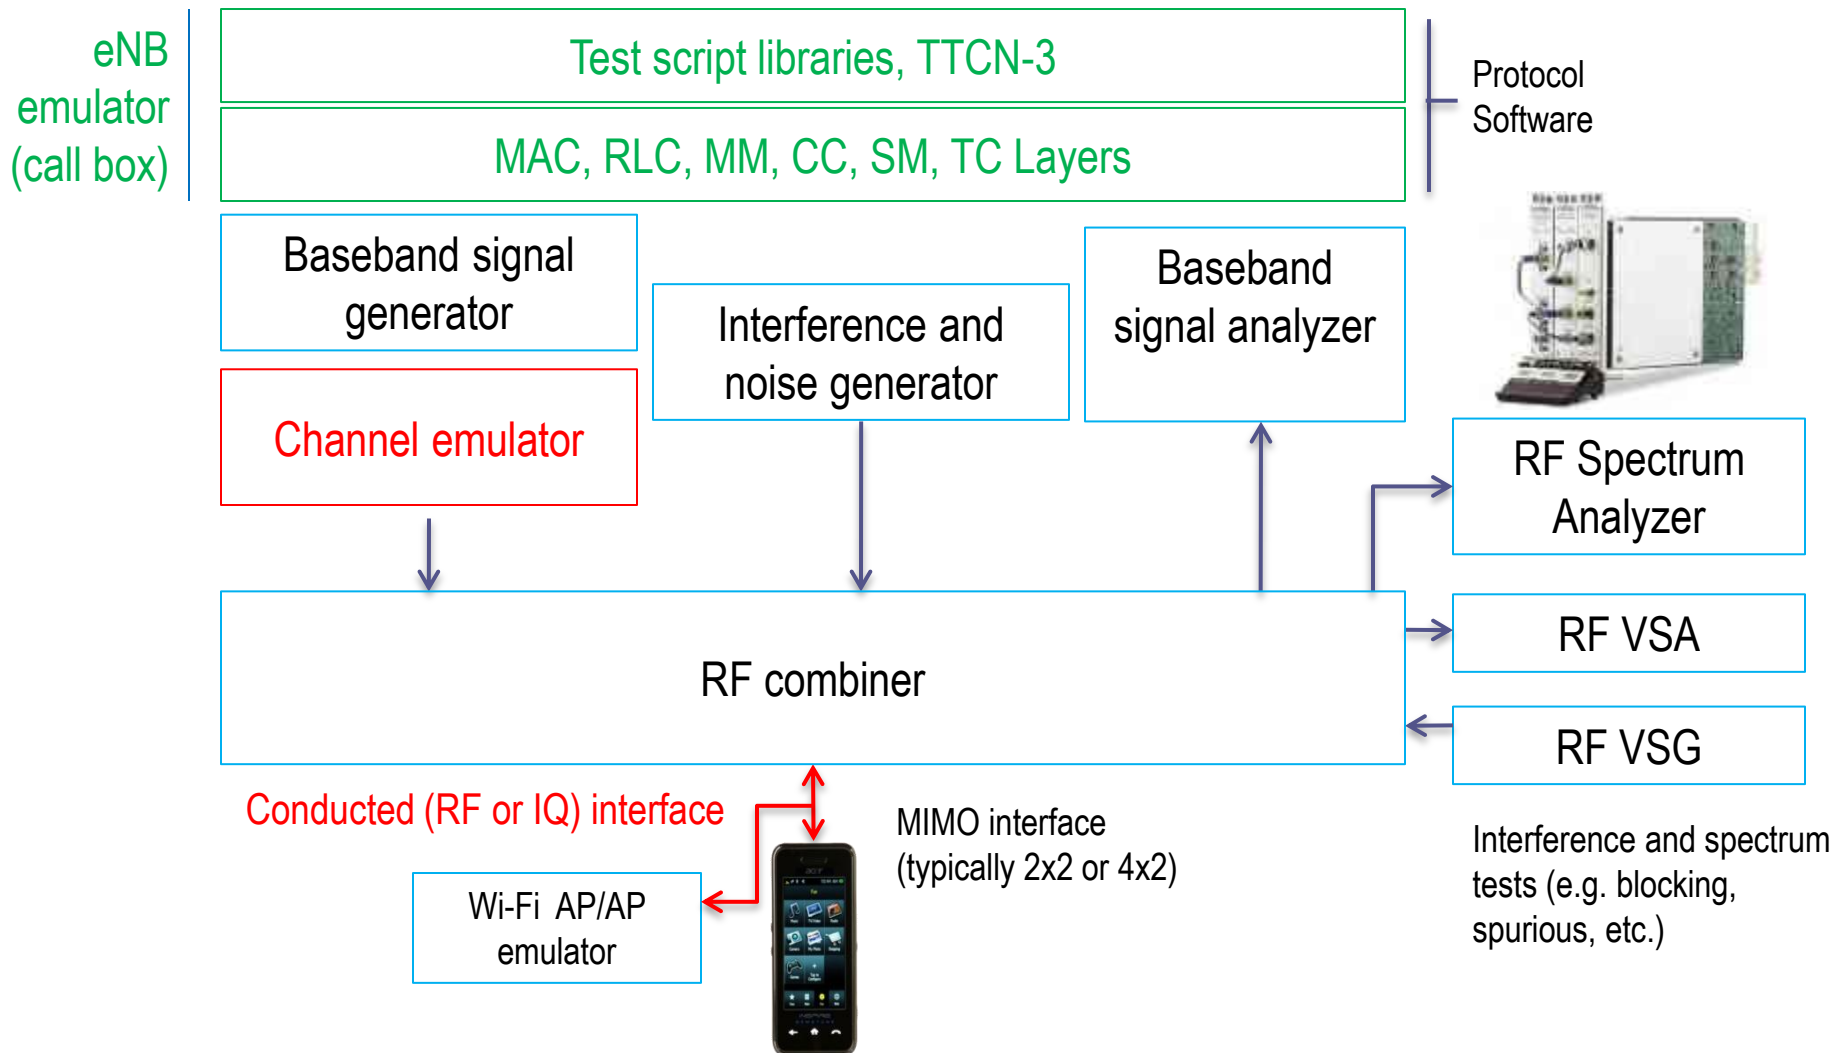 eNB
emulator
(call box)
Test script libraries, TTCN-3
MAC, RLC, MM, CC, SM, TC Layers
Protocol
Software
Baseband signal
generator
Interference and
noise generator
Baseband
signal analyzer
Channel emulator
RF Spectrum
Analyzer
RF combiner
RF VSA
RF VSG
Conducted (RF or IQ) interface
MIMO interface
(typically 2x2 or 4x2)
Wi-Fi AP/AP
emulator
Interference and spectrum
tests (e.g. blocking,
spurious, etc.)
acer
INSPIRE